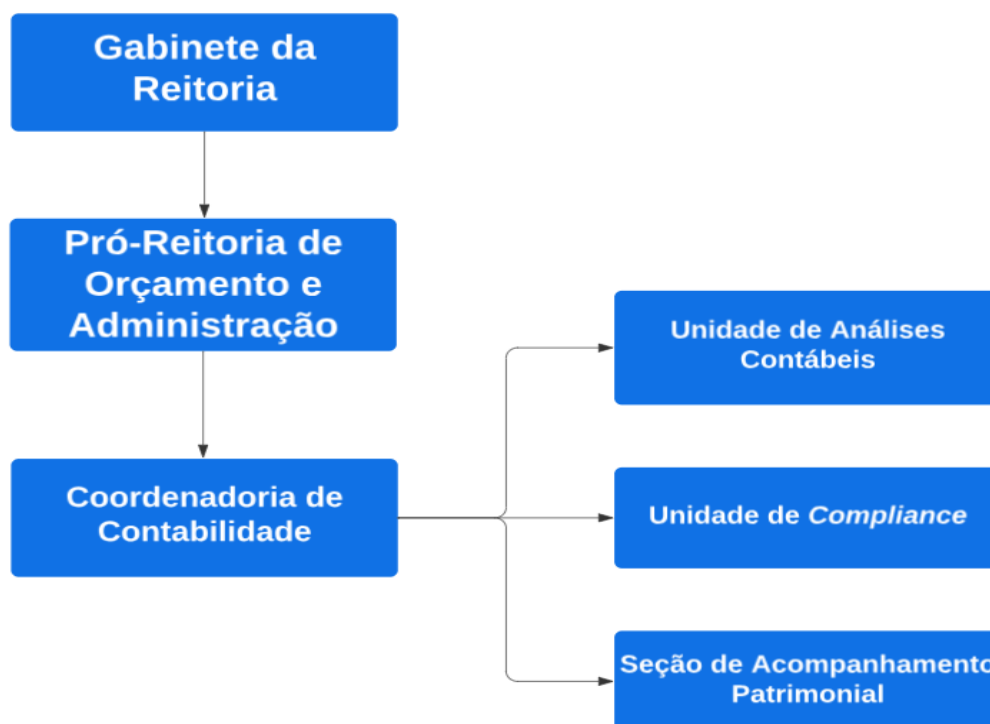 Gabinete da
Reitoria
Pró-Reitoria de
Orçamento e
Administração
Coordenadoria de
Contabilidade
Unidade de Análises
Contábeis
Unidade de Compliance
Seção de Acompanhamento
Patrimonial